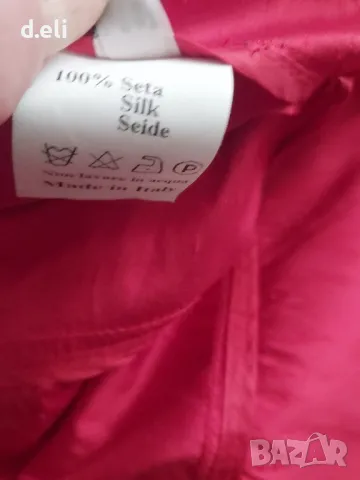 d.eli
100% Seta
Silk
Seide
P
Non lavare in acqua
Made in Italy
BAZAR